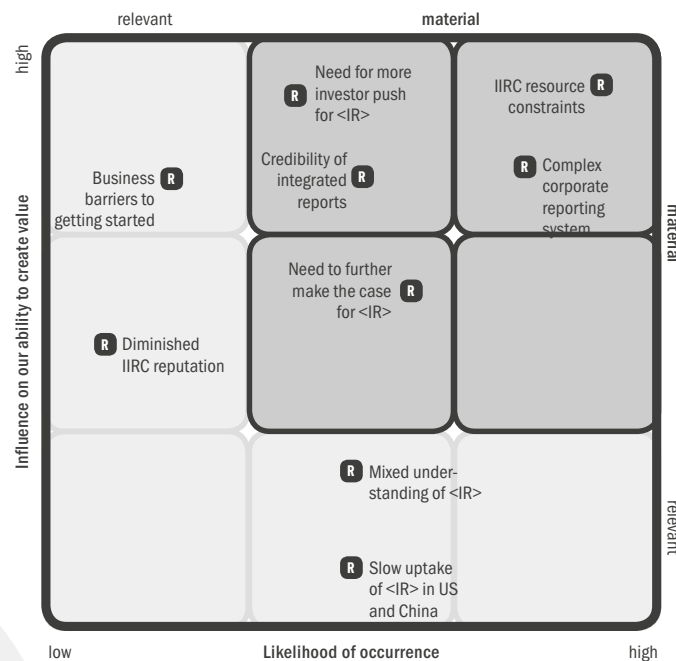 relevant
material
high
R
Need for more
investor push
for <IR>
IIRC resource
constraints
R
Credibility of
integrated
reports
R
R
Complex
corporate
reporting
system
Business
barriers to
getting started
R
material
Influence on our ability to create value
Need to further
make the case
for <IR>
R
R
Diminished
IIRC reputation
R
Mixed under-
standing of <IR>
relevant
R
Slow uptake
of <IR> in US
and China
low
Likelihood of occurrence
high